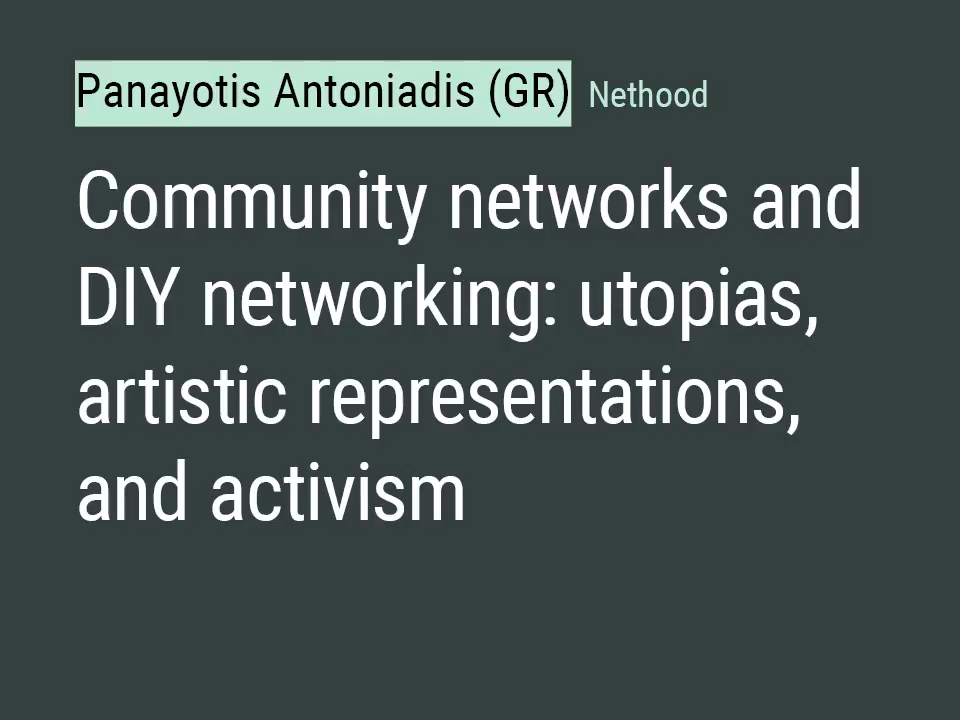 Panayotis Antoniadis (GR) Nethood
Community networks and
DIY networking: utopias,
artistic representations,
and activism